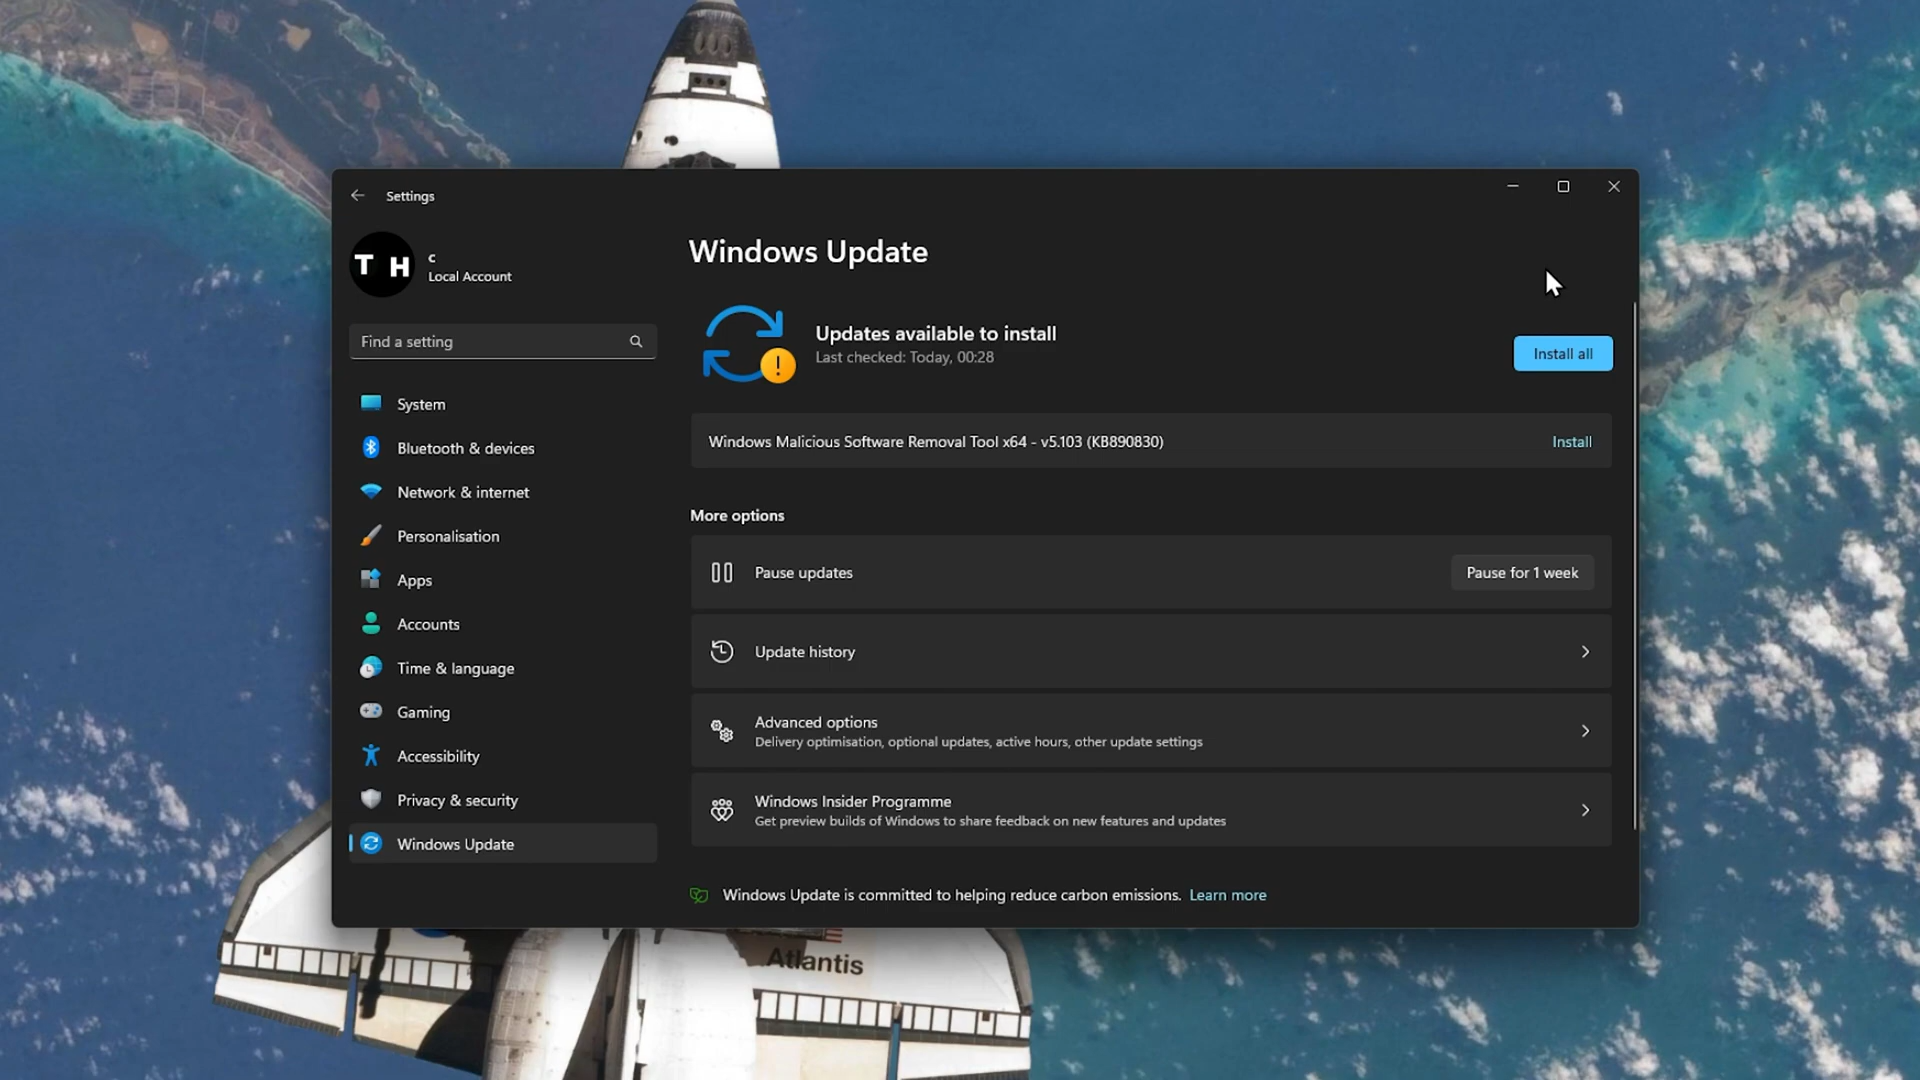 Settings
T H
c
Local Account
Find a setting
System
Bluetooth & devices
Network & internet
Personalisation
Apps
Accounts
Time & language
Gaming
Accessibility
Privacy & security
Windows Update
Windows Update
Updates available to install
Last checked: Today, 00:28
Install all
Windows Malicious Software Removal Tool x64 - v5.103 (KB890830)
Install
More options
Pause updates
Pause for 1 week
Update history
Advanced options
Delivery optimisation, optional updates, active hours, other update settings
Windows Insider Programme
Get preview builds of Windows to share feedback on new features and updates
Windows Update is committed to helping reduce carbon emissions. Learn more
Atlantis